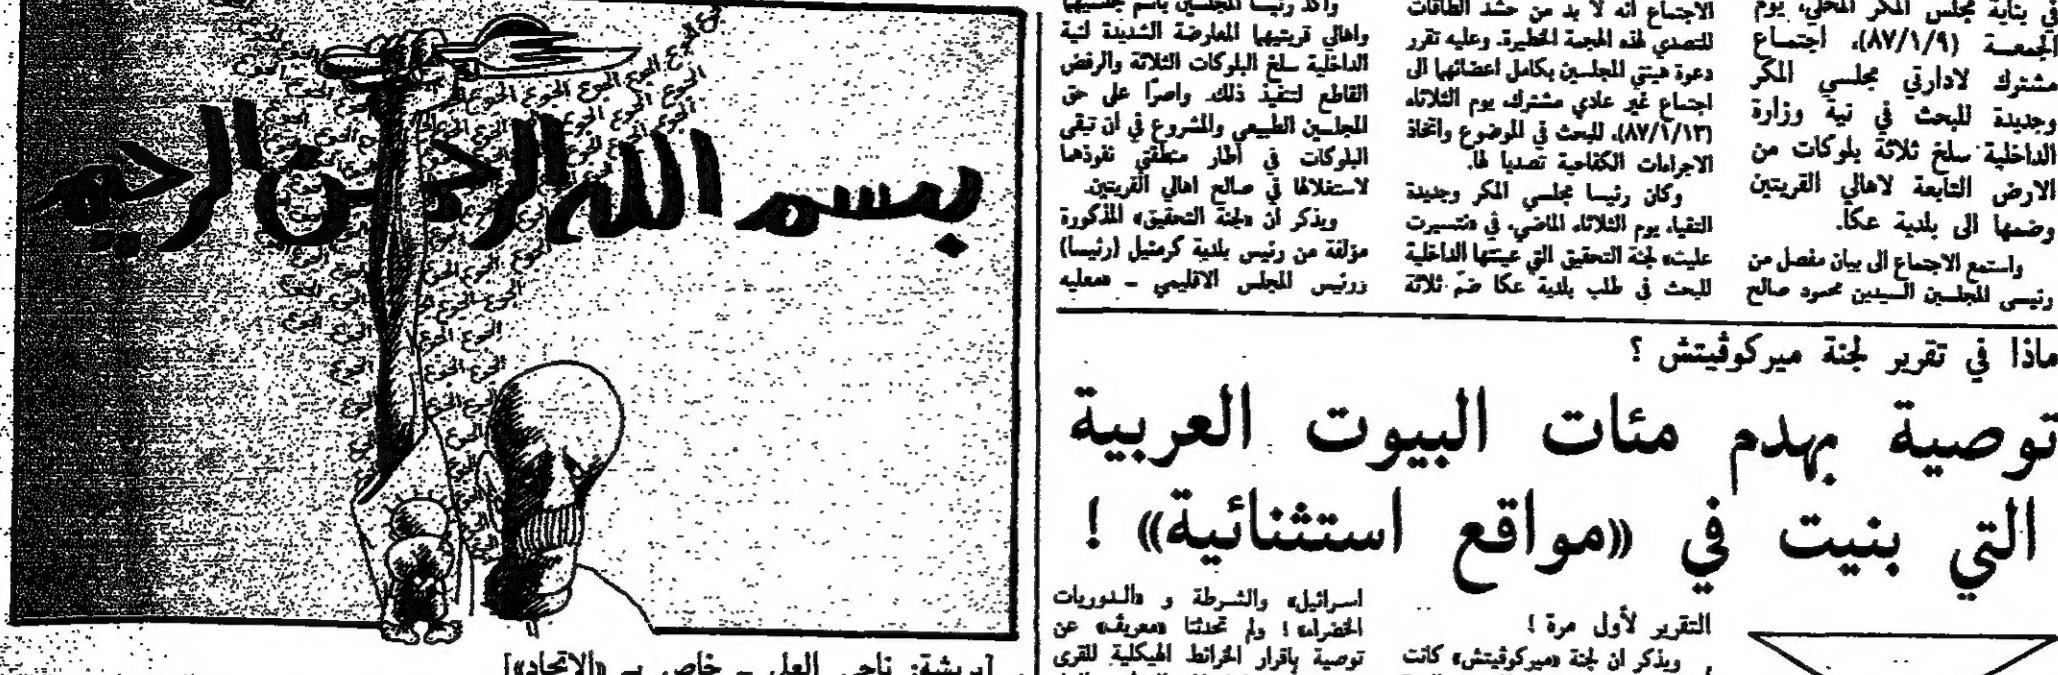 في بناية مجلس المكر المحلي، يوم
الجمعة (٨٧/١/٩)، اجتماع
مشترك لادارتي مجلسي المكر
وجديدة للبحث في نية وزارة
الداخلية سلخ ثلاثة بلوكات من
الارض التابعة لاهالي القريتين
وضمها الى بلدية عكا.
واستمع الاجتماع الى بيان مفصل من
رئيسي المجلسين السيدين محمود صالح
الاجتماع انه لا بد من حشد الطاقات
للتصدي لهذه الهجمة الخطيرة. وعليه تقرر
دعوة هيئتي المجلسين بكامل اعضائهما الى
اجتماع غير عادي مشترك، يوم الثلاثاء
(٨٧/١/١٣)، للبحث في الموضوع واتخاذ
الاجراءات الكفاحية تصديا لها.
وكان رئيسا مجلسي المكر وجديدة
التقيا، يوم الثلاثاء الماضي، في «نتسيرت
عليت» لجنة التحقيق التي عينتها الداخلية
للبحث في طلب بلدية عكا ضمّ ثلاثة
واكد رئيسا المجلسين باسم مجلسيهما
واهالي قريتيهما المعارضة الشديدة لنية
الداخلية سلخ البلوكات الثلاثة والرفض
القاطع لتنفيذ ذلك. واصرّا على حق
المجلسين الطبيعي والمشروع في ان تبقى
البلوكات في اطار منطقتي نفوذهما
لاستغلالها في صالح اهالي القريتين.
ويذكر ان «لجنة التحقيق» المذكورة
مؤلفة من رئيس بلدية كرمئيل (رئيسا)
ورئيس المجلس الاقليمي – «معليه
ماذا في تقرير لجنة ميركوڤيتش ؟
توصية بهدم مئات البيوت العربية
التي بنيت في «مواقع استثنائية» !
التقرير لأول مرة !
ويذكر ان لجنة «ميركوڤيتش» كانت
اسرائيل» والشرطة و «الدوريات
الخضراء» ! ولم تحدثنا «معريف» عن
توصية باقرار الخرائط الهيكلية للقرى
بسم الله الرحمن الرحيم
الجوع الجوع الجوع الجوع
[بريشة: ناجي العلي – خاص بـ «الاتحاد»]